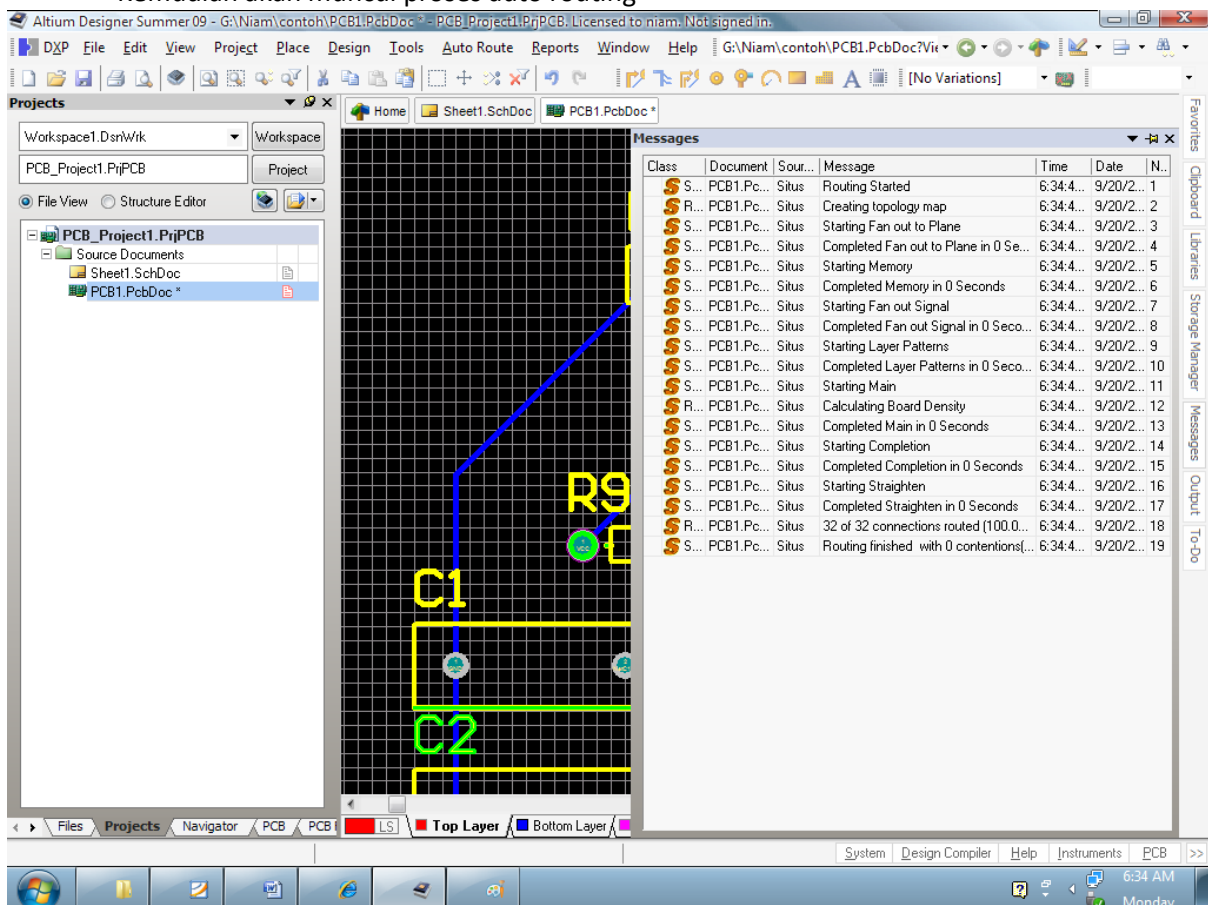 Kemudian akan muncul proses auto routing
Altium Designer Summer 09 - G:\Niam\contoh\PCB1.PcbDoc * - PCB_Project1.PrjPCB. Licensed to niam. Not signed in.
DXP File Edit View Project Place Design Tools Auto Route Reports Window Help G:\Niam\contoh\PCB1.PcbDoc?Vie
[No Variations]
Projects
Home Sheet1.SchDoc PCB1.PcbDoc *
Workspace1.DsnWrk Workspace
PCB_Project1.PrjPCB Project
File View Structure Editor
PCB_Project1.PrjPCB
Source Documents
Sheet1.SchDoc
PCB1.PcbDoc *
R9
VCC
C1
C2
Messages
Class Document Sour... Message Time Date N..
S... PCB1.Pc... Situs Routing Started 6:34:4... 9/20/2... 1
R... PCB1.Pc... Situs Creating topology map 6:34:4... 9/20/2... 2
S... PCB1.Pc... Situs Starting Fan out to Plane 6:34:4... 9/20/2... 3
S... PCB1.Pc... Situs Completed Fan out to Plane in 0 Se... 6:34:4... 9/20/2... 4
S... PCB1.Pc... Situs Starting Memory 6:34:4... 9/20/2... 5
S... PCB1.Pc... Situs Completed Memory in 0 Seconds 6:34:4... 9/20/2... 6
S... PCB1.Pc... Situs Starting Fan out Signal 6:34:4... 9/20/2... 7
S... PCB1.Pc... Situs Completed Fan out Signal in 0 Seco... 6:34:4... 9/20/2... 8
S... PCB1.Pc... Situs Starting Layer Patterns 6:34:4... 9/20/2... 9
S... PCB1.Pc... Situs Completed Layer Patterns in 0 Seco... 6:34:4... 9/20/2... 10
S... PCB1.Pc... Situs Starting Main 6:34:4... 9/20/2... 11
R... PCB1.Pc... Situs Calculating Board Density 6:34:4... 9/20/2... 12
S... PCB1.Pc... Situs Completed Main in 0 Seconds 6:34:4... 9/20/2... 13
S... PCB1.Pc... Situs Starting Completion 6:34:4... 9/20/2... 14
S... PCB1.Pc... Situs Completed Completion in 0 Seconds 6:34:4... 9/20/2... 15
S... PCB1.Pc... Situs Starting Straighten 6:34:4... 9/20/2... 16
S... PCB1.Pc... Situs Completed Straighten in 0 Seconds 6:34:4... 9/20/2... 17
R... PCB1.Pc... Situs 32 of 32 connections routed (100.0... 6:34:4... 9/20/2... 18
S... PCB1.Pc... Situs Routing finished with 0 contentions(... 6:34:4... 9/20/2... 19
Favorites
Clipboard
Libraries
Storage Manager
Messages
Output
To-Do
Files Projects Navigator PCB PCB
LS Top Layer Bottom Layer
System Design Compiler Help Instruments PCB >>
6:34 AM
Monday